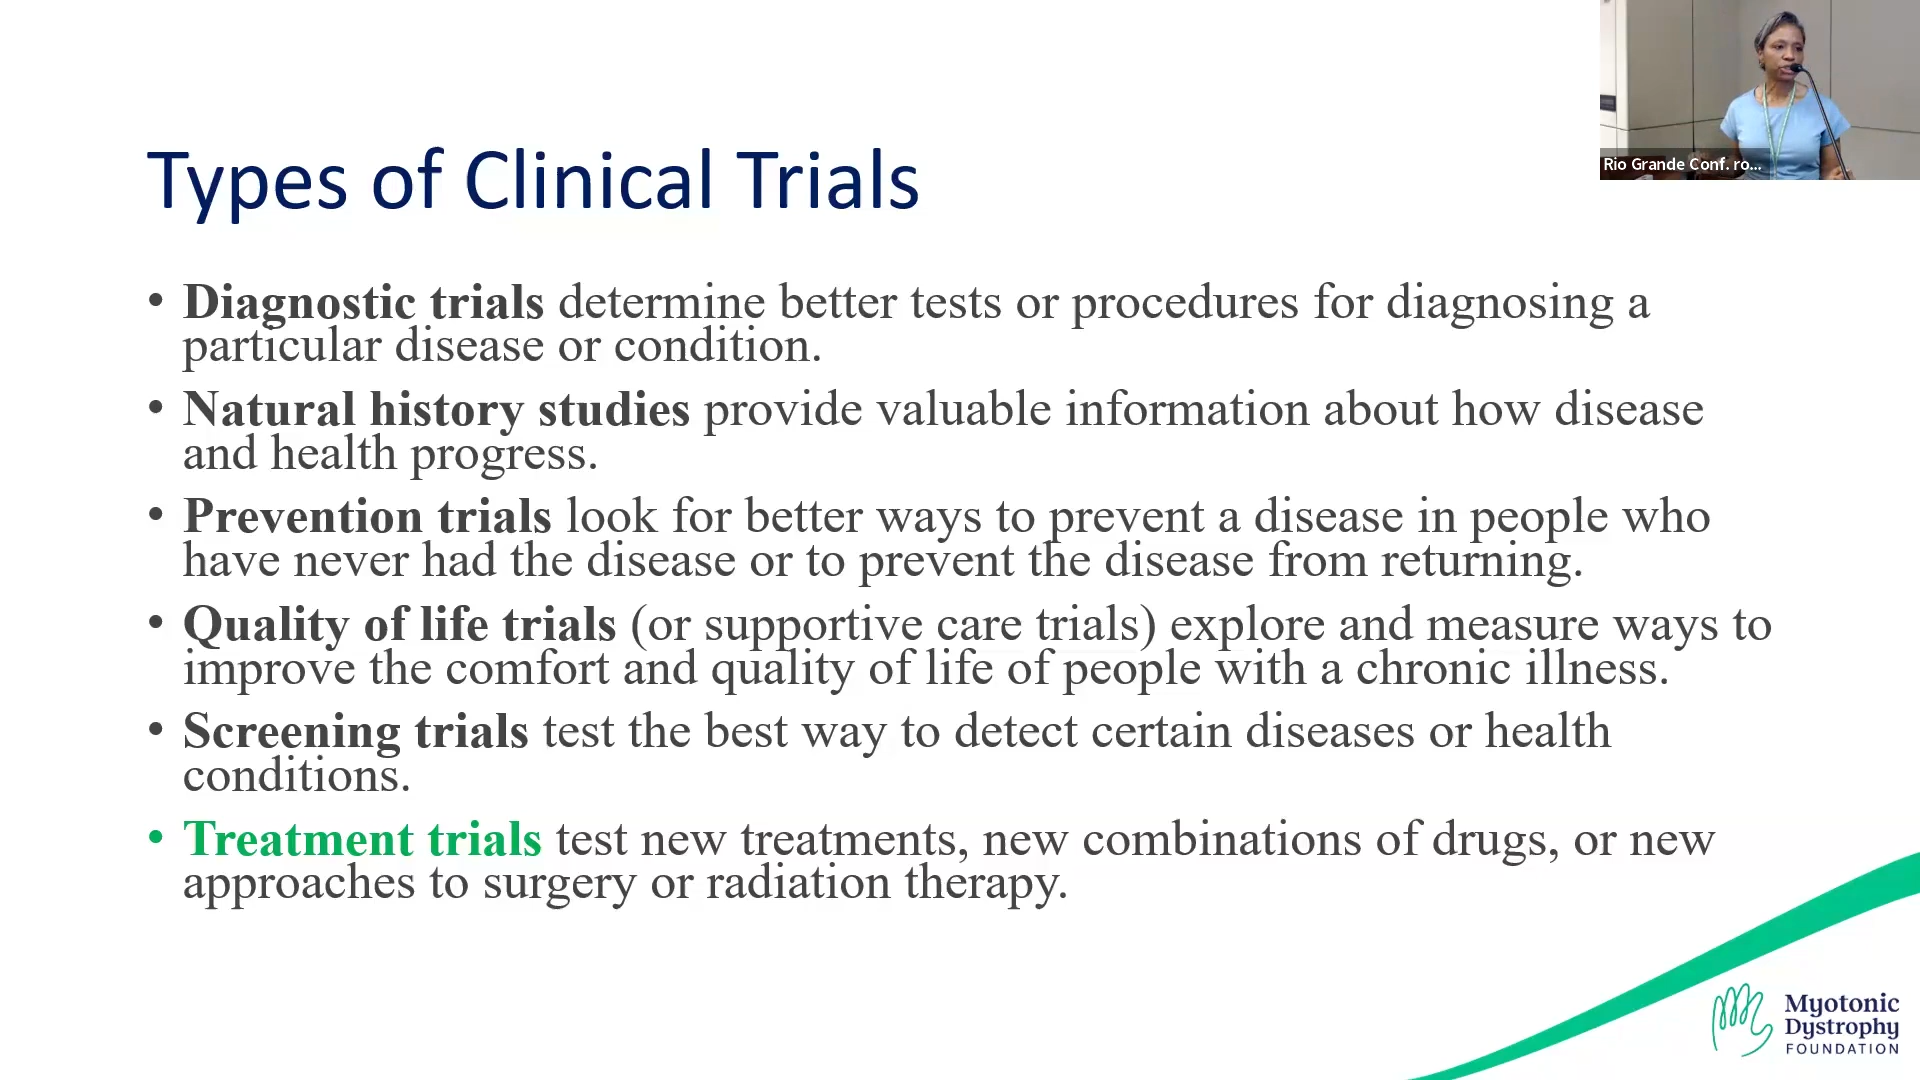 Rio Grande Conf. ro...
Types of Clinical Trials
• Diagnostic trials determine better tests or procedures for diagnosing a
particular disease or condition.
• Natural history studies provide valuable information about how disease
and health progress.
• Prevention trials look for better ways to prevent a disease in people who
have never had the disease or to prevent the disease from returning.
• Quality of life trials (or supportive care trials) explore and measure ways to
improve the comfort and quality of life of people with a chronic illness.
• Screening trials test the best way to detect certain diseases or health
conditions.
• Treatment trials test new treatments, new combinations of drugs, or new
approaches to surgery or radiation therapy.
Myotonic
Dystrophy
FOUNDATION